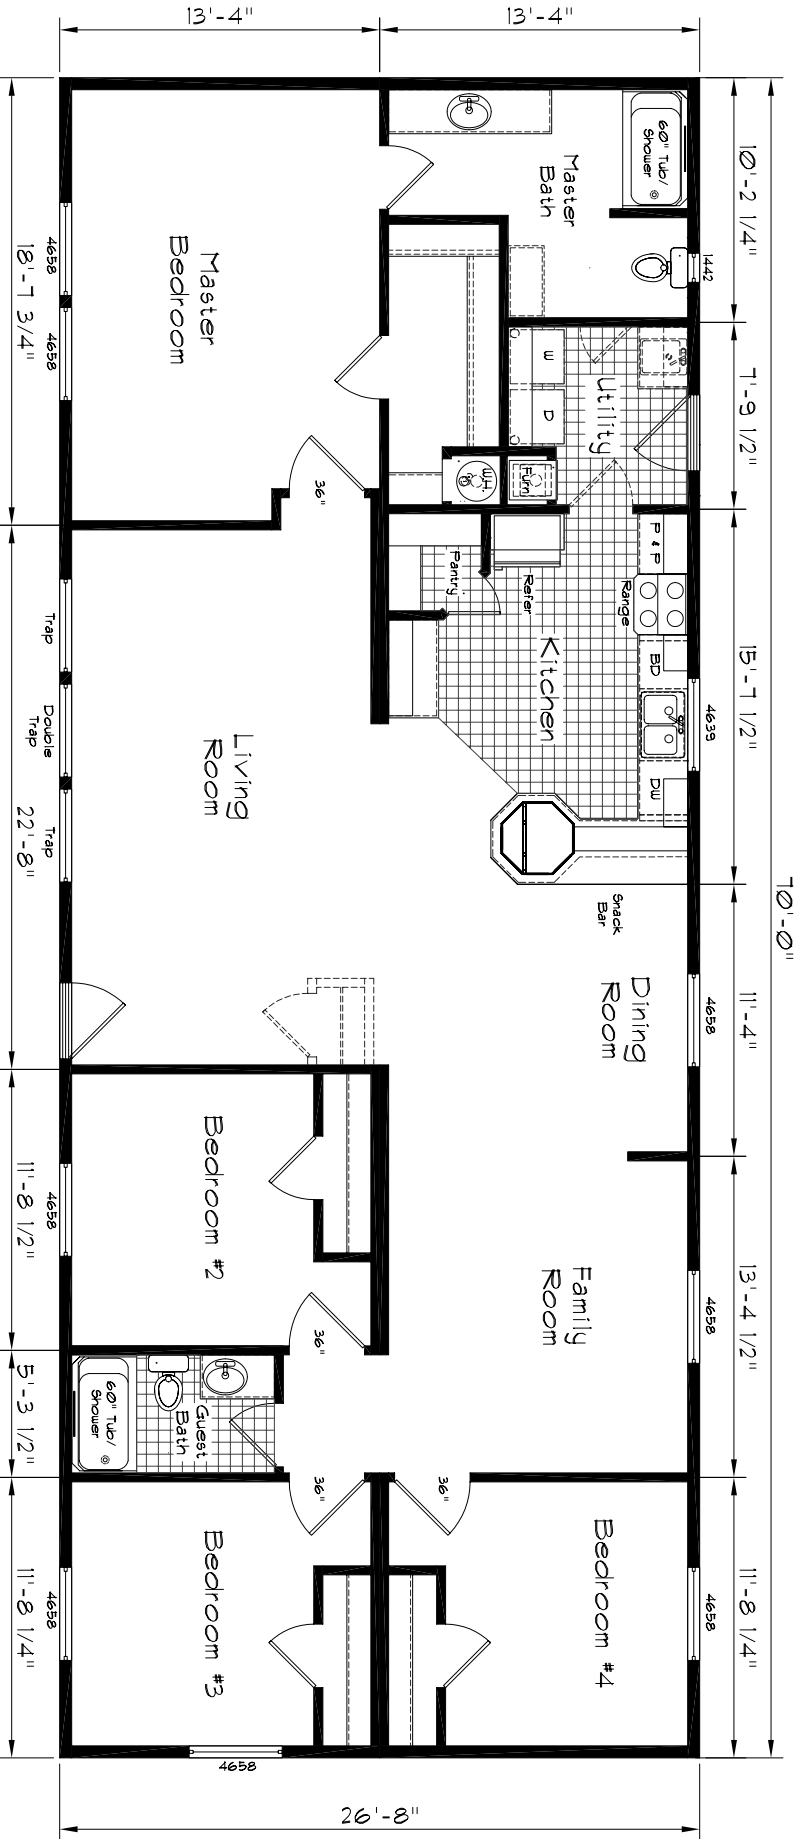 13'-4"
13'-4"
60" Tub/
Shower
Master
Bath
10'-2 1/4"
1442
4658
18'-7 3/4"
4658
Master
Bedroom
7'-9 1/2"
Utility
W
D
W.H.
Furn
36"
P & P
Range
Refer
Pantry
Kitchen
BD
DW
15'-7 1/2"
4639
Trap
Double
Trap
Trap
22'-8"
Living
Room
Snack
Bar
70'-0"
Dining
Room
4658
11'-4"
Bedroom #2
4658
11'-8 1/2"
36"
Family
Room
4658
13'-4 1/2"
5'-3 1/2"
60" Tub/
Shower
Guest
Bath
36"
36"
Bedroom #3
4658
11'-8 1/4"
Bedroom #4
4658
11'-8 1/4"
4658
26'-8"